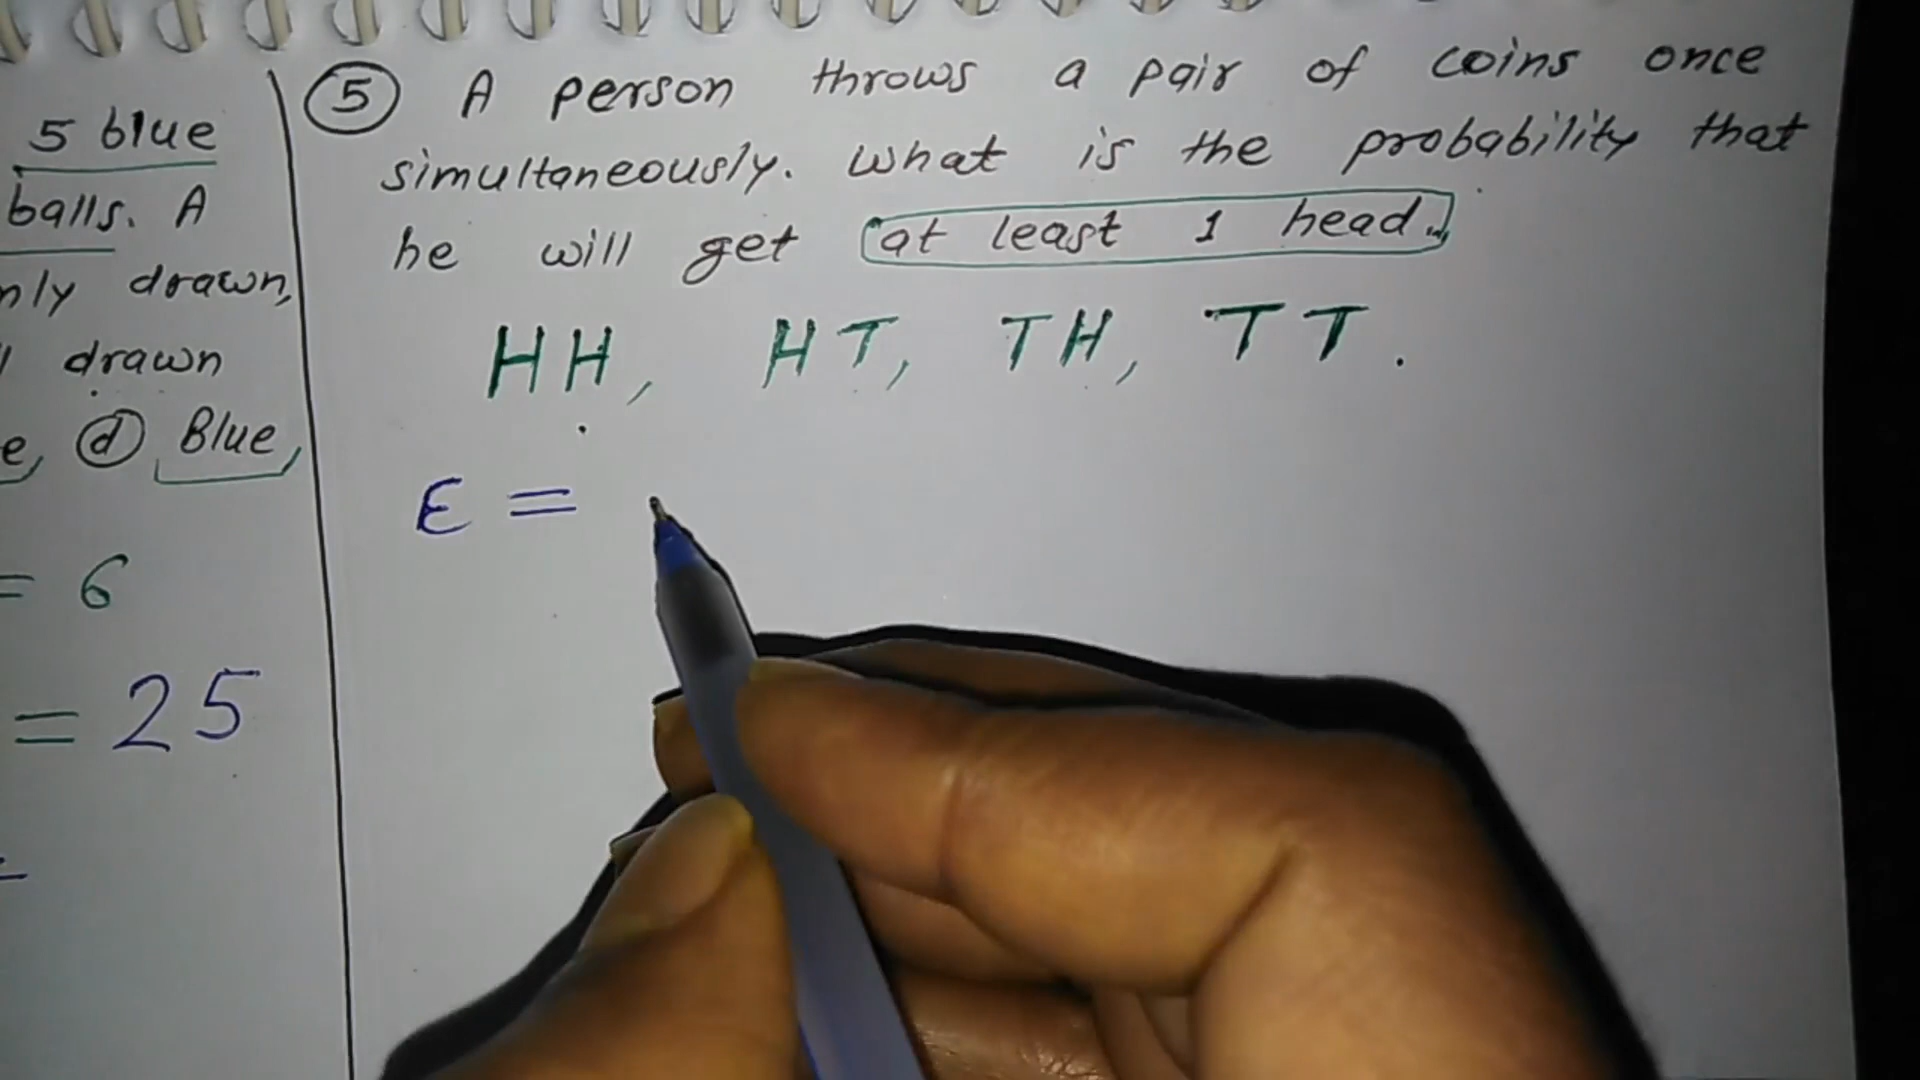 5 blue
balls. A
drawn,
drawn
e, (d) Blue,
= 6
= 25
(5) A person throws a pair of coins once
simultaneously. What is the probability that
he will get at least 1 head.
HH, HT, TH, TT.
E =